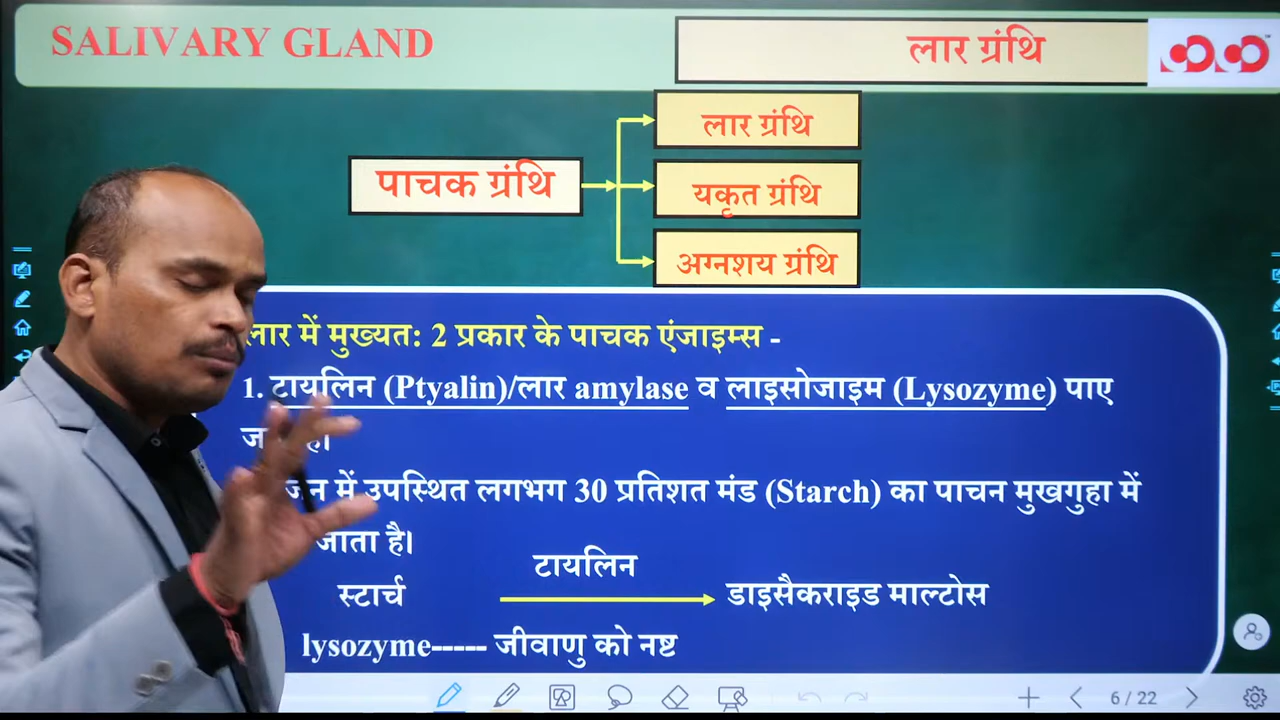 SALIVARY GLAND
लार ग्रंथि
लार ग्रंथि
पाचक ग्रंथि
यकृत ग्रंथि
अग्नशय ग्रंथि
लार में मुख्यत: 2 प्रकार के पाचक एंजाइम्स -
1. टायलिन (Ptyalin)/लार amylase व लाइसोजाइम (Lysozyme) पाए
में उपस्थित लगभग 30 प्रतिशत मंड (Starch) का पाचन मुखगुहा में
जाता है।
टायलिन
स्टार्च
डाइसैकराइड माल्टोस
lysozyme----- जीवाणु को नष्ट
6 / 22